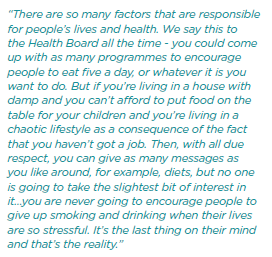 “There are so many factors that are responsible
for people’s lives and health. We say this to
the Health Board all the time - you could come
up with as many programmes to encourage
people to eat five a day, or whatever it is you
want to do. But if you’re living in a house with
damp and you can’t afford to put food on the
table for your children and you’re living in a
chaotic lifestyle as a consequence of the fact
that you haven’t got a job. Then, with all due
respect, you can give as many messages as
you like around, for example, diets, but no one
is going to take the slightest bit of interest in
it...you are never going to encourage people to
give up smoking and drinking when their lives
are so stressful. It’s the last thing on their mind
and that’s the reality.”